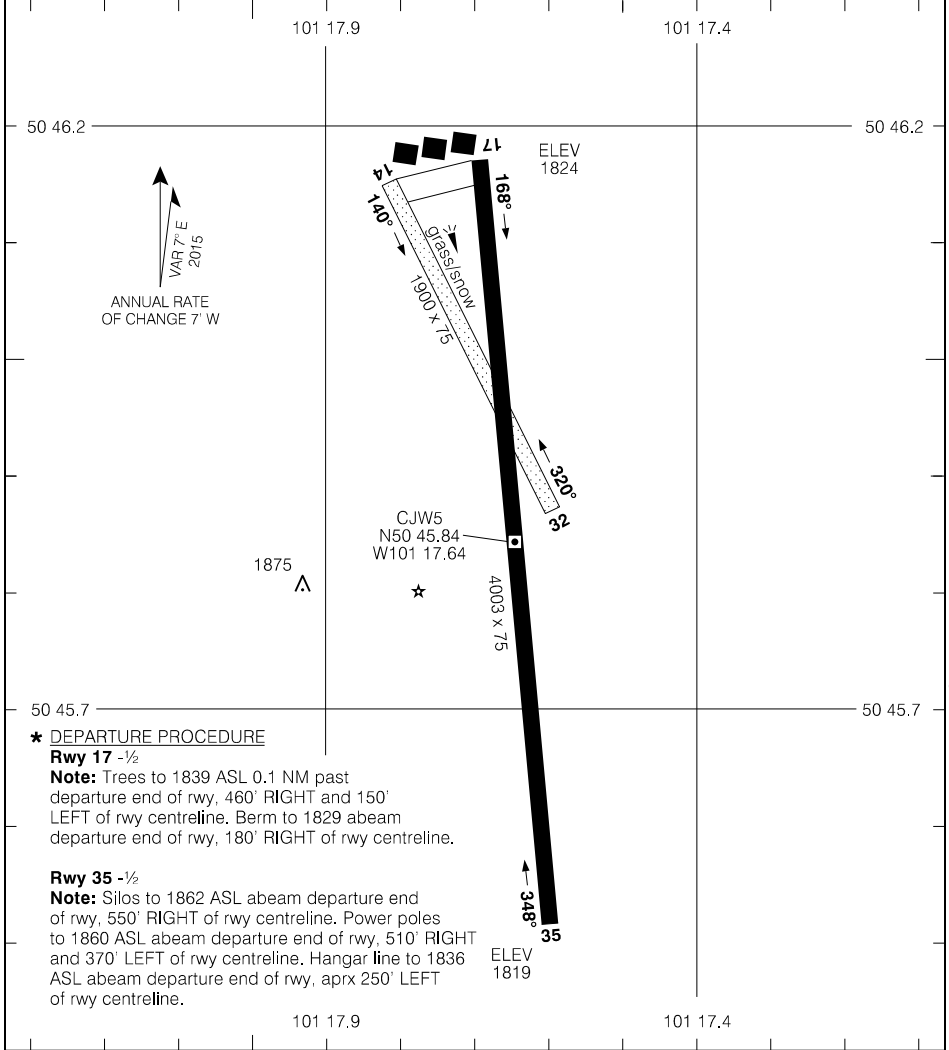 101 17.9
101 17.4
50 46.2
50 46.2
17
ELEV
1824
14
168°
140°
grass/snow
VAR 7° E
2015
1900 x 75
ANNUAL RATE
OF CHANGE 7' W
320°
32
CJW5
N50 45.84
W101 17.64
1875
4003 x 75
50 45.7
50 45.7
* DEPARTURE PROCEDURE
Rwy 17 -½
Note: Trees to 1839 ASL 0.1 NM past
departure end of rwy, 460' RIGHT and 150'
LEFT of rwy centreline. Berm to 1829 abeam
departure end of rwy, 180' RIGHT of rwy centreline.
Rwy 35 -½
Note: Silos to 1862 ASL abeam departure end
of rwy, 550' RIGHT of rwy centreline. Power poles
to 1860 ASL abeam departure end of rwy, 510' RIGHT
and 370' LEFT of rwy centreline. Hangar line to 1836
ASL abeam departure end of rwy, aprx 250' LEFT
of rwy centreline.
348°
35
ELEV
1819
101 17.9
101 17.4